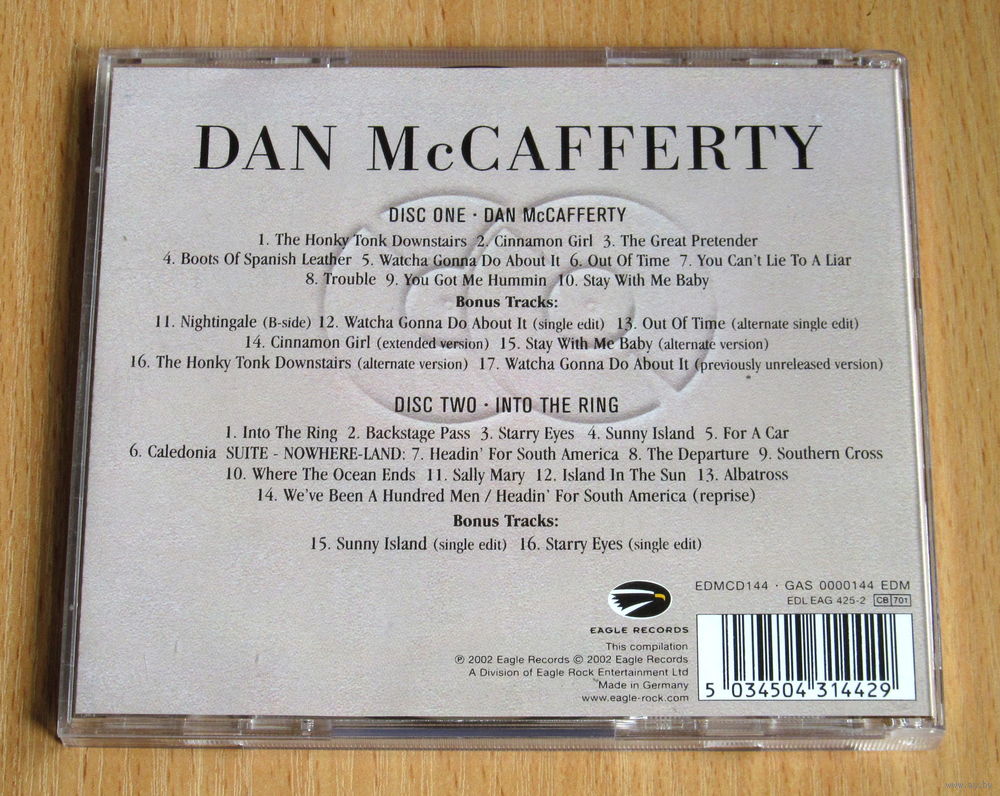 DAN McCAFFERTY
DISC ONE · DAN McCAFFERTY
1. The Honky Tonk Downstairs 2. Cinnamon Girl 3. The Great Pretender
4. Boots Of Spanish Leather 5. Watcha Gonna Do About It 6. Out Of Time 7. You Can't Lie To A Liar
8. Trouble 9. You Got Me Hummin 10. Stay With Me Baby
Bonus Tracks:
11. Nightingale (B-side) 12. Watcha Gonna Do About It (single edit) 13. Out Of Time (alternate single edit)
14. Cinnamon Girl (extended version) 15. Stay With Me Baby (alternate version)
16. The Honky Tonk Downstairs (alternate version) 17. Watcha Gonna Do About It (previously unreleased version)
DISC TWO · INTO THE RING
1. Into The Ring 2. Backstage Pass 3. Starry Eyes 4. Sunny Island 5. For A Car
6. Caledonia SUITE - NOWHERE-LAND: 7. Headin' For South America 8. The Departure 9. Southern Cross
10. Where The Ocean Ends 11. Sally Mary 12. Island In The Sun 13. Albatross
14. We've Been A Hundred Men / Headin' For South America (reprise)
Bonus Tracks:
15. Sunny Island (single edit) 16. Starry Eyes (single edit)
EDMCD144 · GAS 0000144 EDM
EDL EAG 425-2 CB 701
EAGLE RECORDS
This compilation
℗ 2002 Eagle Records © 2002 Eagle Records
A Division of Eagle Rock Entertainment Ltd
Made in Germany
www.eagle-rock.com
5 034504 314429